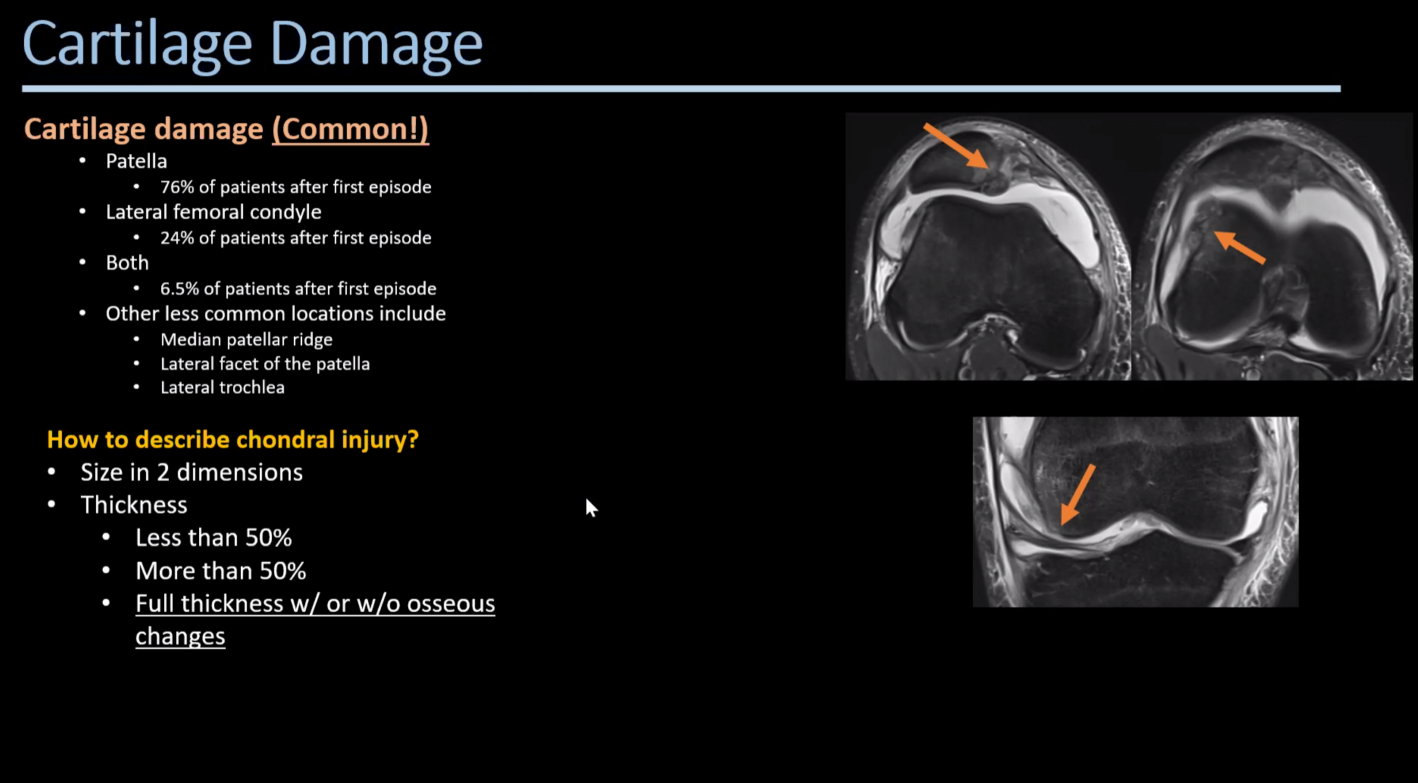 Cartilage Damage
Cartilage damage (Common!)
• Patella
• 76% of patients after first episode
• Lateral femoral condyle
• 24% of patients after first episode
• Both
• 6.5% of patients after first episode
• Other less common locations include
• Median patellar ridge
• Lateral facet of the patella
• Lateral trochlea
How to describe chondral injury?
• Size in 2 dimensions
• Thickness
• Less than 50%
• More than 50%
• Full thickness w/ or w/o osseous
changes